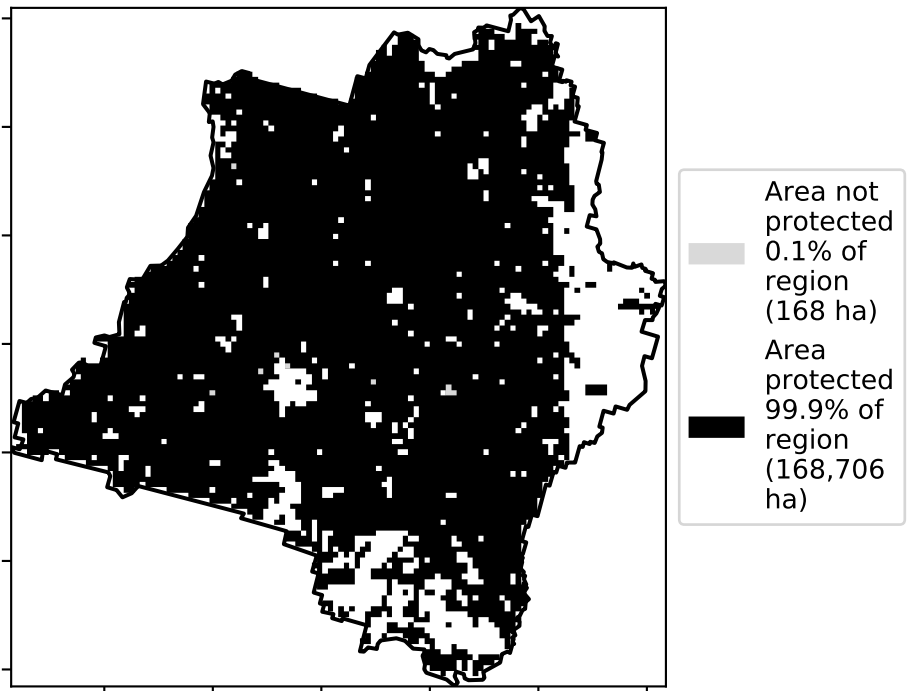 Area not
protected
0.1% of
region
(168 ha)
Area
protected
99.9% of
region
(168,706
ha)